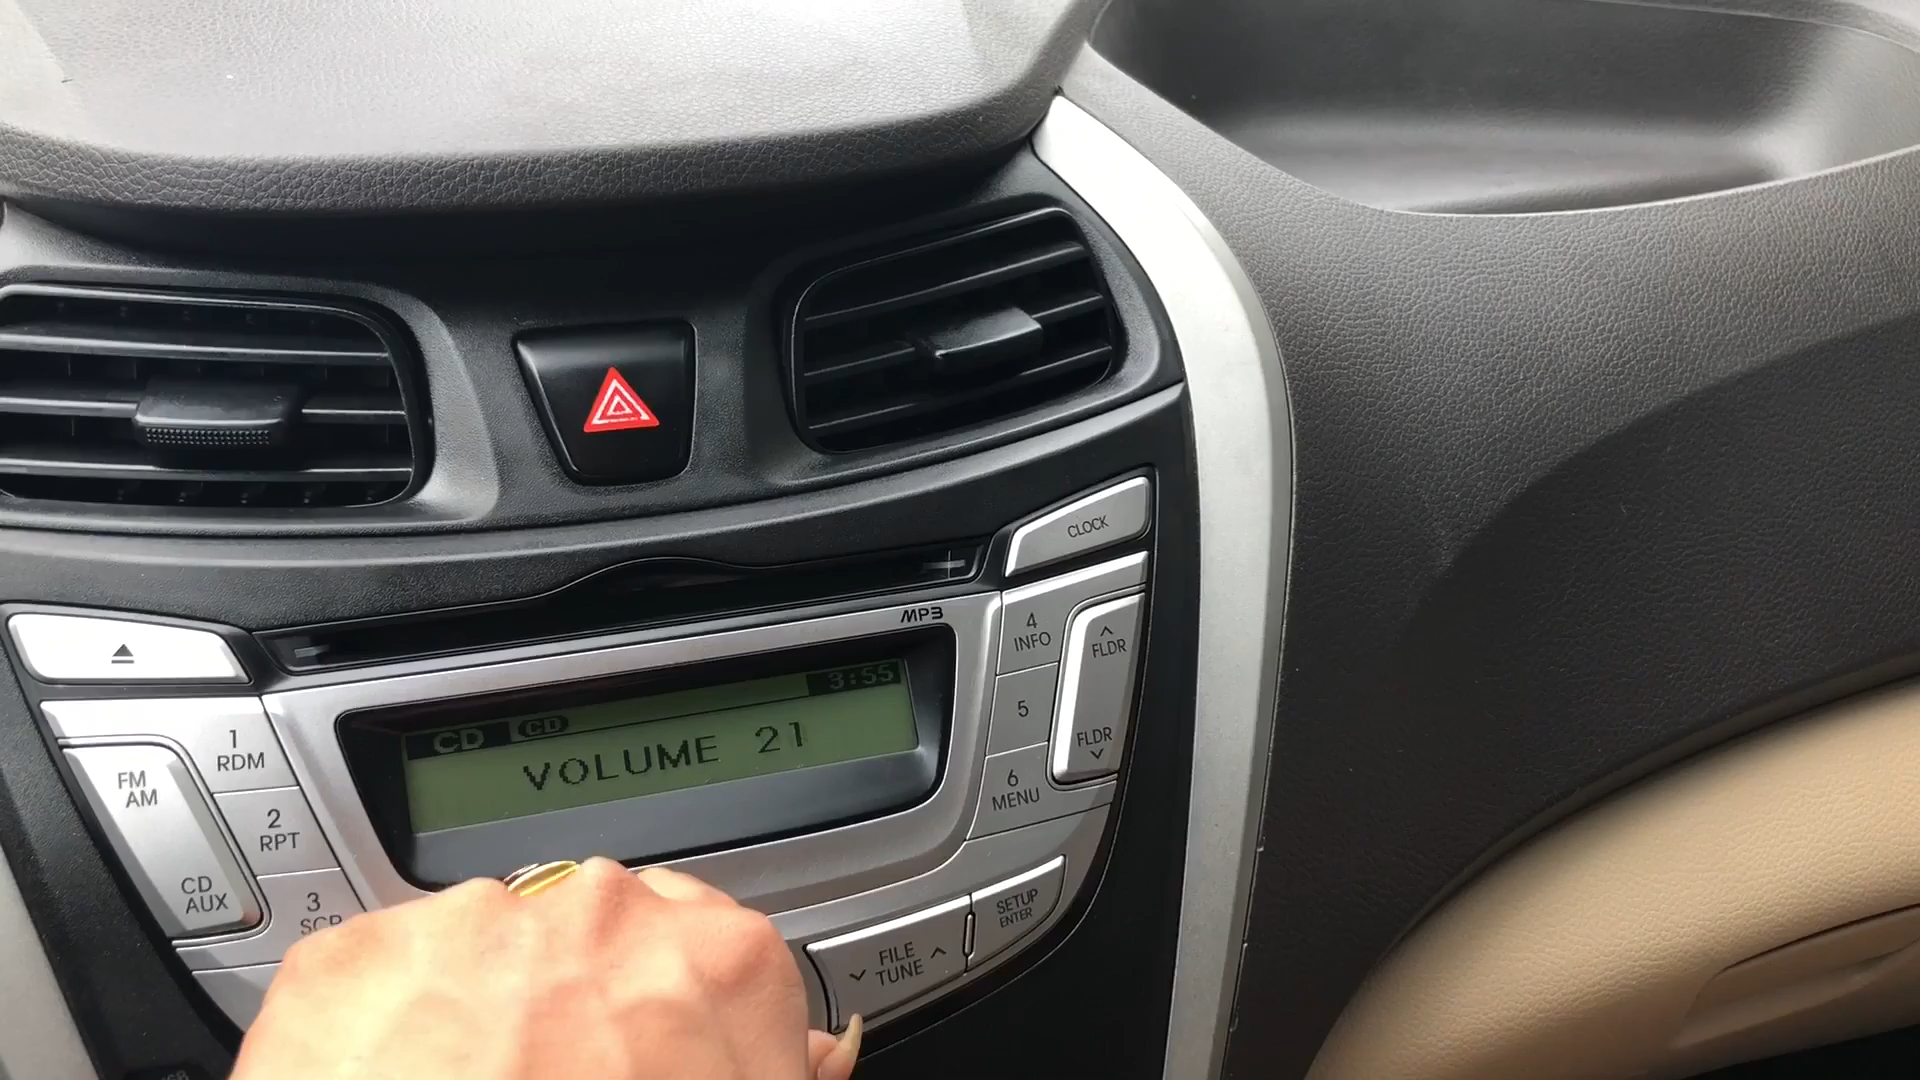 CLOCK
MP3
4
INFO
FLDR
5
FLDR
6
MENU
3:55
CD CD
VOLUME 21
1
RDM
FM
AM
2
RPT
CD
AUX
3
SETUP
ENTER
FILE
TUNE